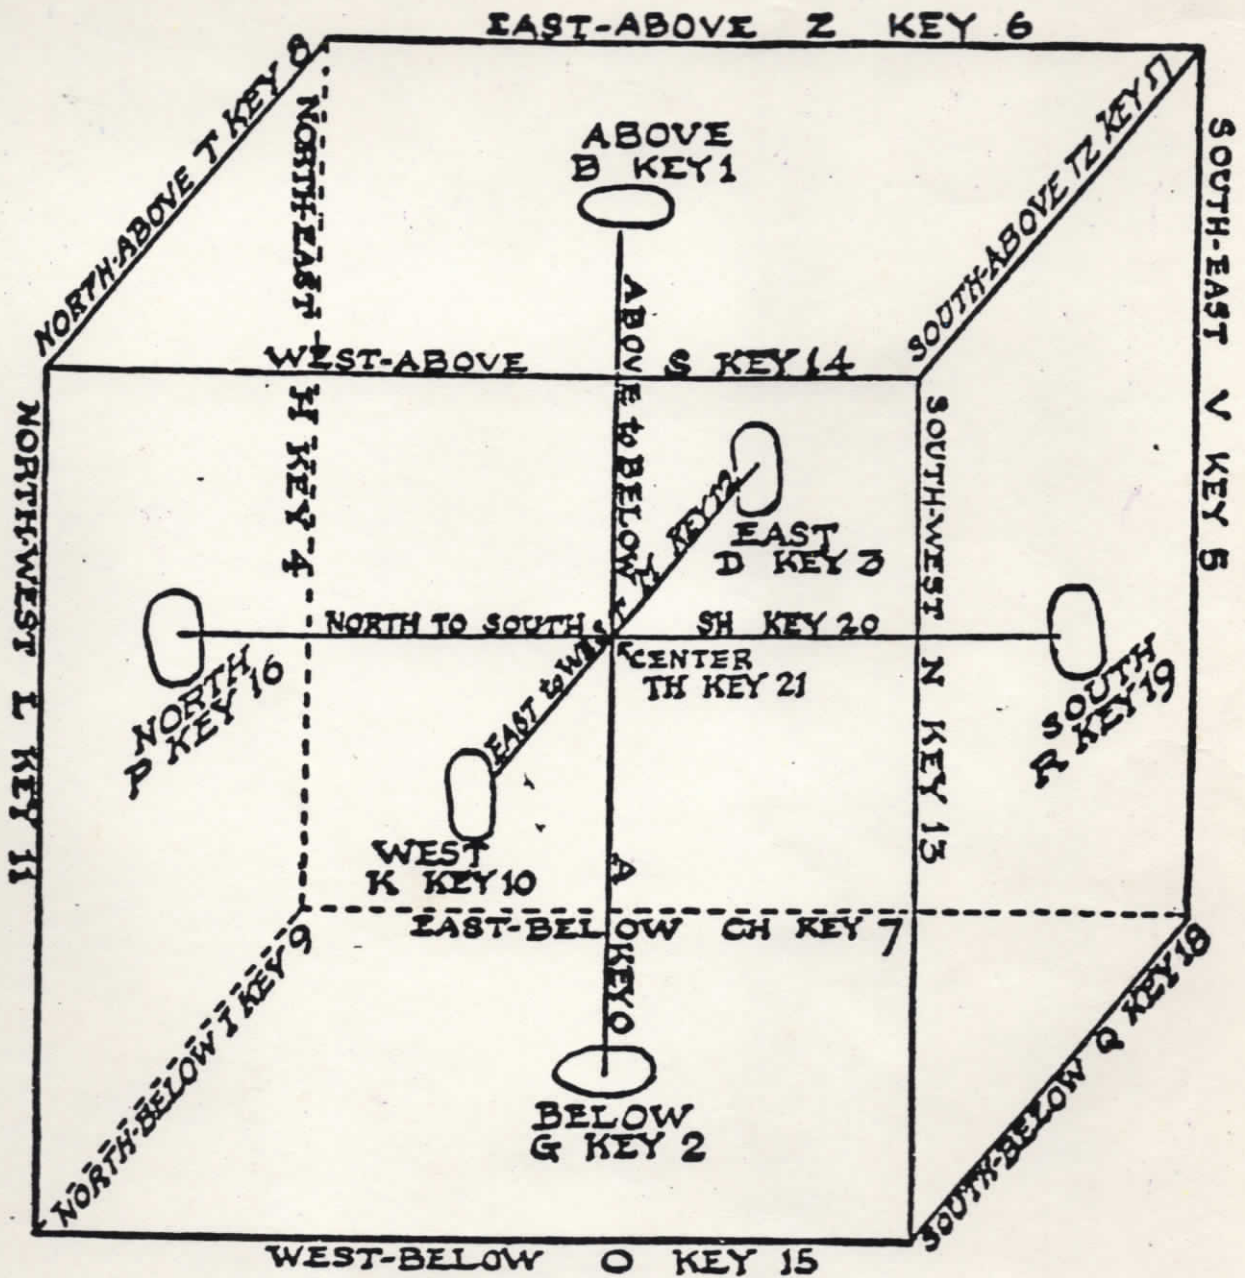 EAST-ABOVE Z KEY 6
NORTH-ABOVE T KEY 8
NORTH-EAST H KEY 4
ABOVE
B KEY 1
SOUTH-ABOVE TZ KEY 17
SOUTH-EAST V KEY 5
WEST-ABOVE S KEY 14
ABOVE to BELOW A KEY 0
EAST to WEST M KEY 12
EAST
D KEY 3
NORTH-WEST L KEY 11
SOUTH-WEST N KEY 13
NORTH TO SOUTH SH KEY 20
CENTER
TH KEY 21
NORTH
P KEY 16
SOUTH
R KEY 19
WEST
K KEY 10
EAST-BELOW CH KEY 7
NORTH-BELOW I KEY 9
SOUTH-BELOW Q KEY 18
BELOW
G KEY 2
WEST-BELOW O KEY 15